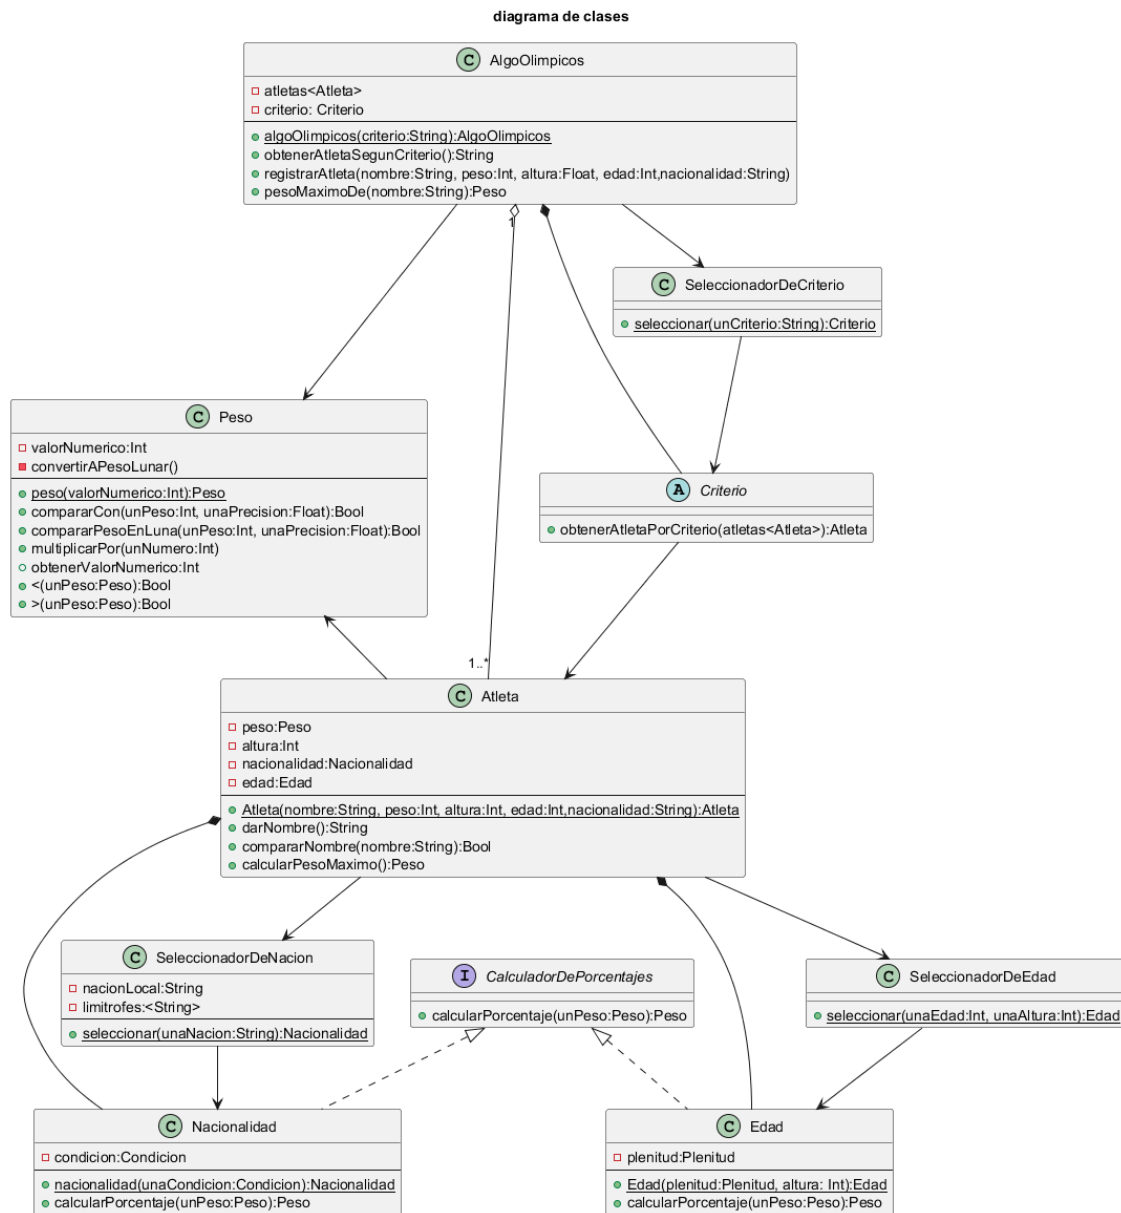 diagrama de clases
C AlgoOlimpicos
atletas<Atleta>
criterio: Criterio
algoOlimpicos(criterio:String):AlgoOlimpicos
obtenerAtletaSegunCriterio():String
registrarAtleta(nombre:String, peso:Int, altura:Float, edad:Int,nacionalidad:String)
pesoMaximoDe(nombre:String):Peso
1
C SeleccionadorDeCriterio
seleccionar(unCriterio:String):Criterio
C Peso
valorNumerico:Int
convertirAPesoLunar()
peso(valorNumerico:Int):Peso
compararCon(unPeso:Int, unaPrecision:Float):Bool
compararPesoEnLuna(unPeso:Int, unaPrecision:Float):Bool
multiplicarPor(unNumero:Int)
obtenerValorNumerico:Int
<(unPeso:Peso):Bool
>(unPeso:Peso):Bool
A Criterio
obtenerAtletaPorCriterio(atletas<Atleta>):Atleta
1..*
C Atleta
peso:Peso
altura:Int
nacionalidad:Nacionalidad
edad:Edad
Atleta(nombre:String, peso:Int, altura:Int, edad:Int,nacionalidad:String):Atleta
darNombre():String
compararNombre(nombre:String):Bool
calcularPesoMaximo():Peso
C SeleccionadorDeNacion
nacionLocal:String
limitrofes:<String>
seleccionar(unaNacion:String):Nacionalidad
I CalculadorDePorcentajes
calcularPorcentaje(unPeso:Peso):Peso
C SeleccionadorDeEdad
seleccionar(unaEdad:Int, unaAltura:Int):Edad
C Nacionalidad
condicion:Condicion
nacionalidad(unaCondicion:Condicion):Nacionalidad
calcularPorcentaje(unPeso:Peso):Peso
C Edad
plenitud:Plenitud
Edad(plenitud:Plenitud, altura: Int):Edad
calcularPorcentaje(unPeso:Peso):Peso